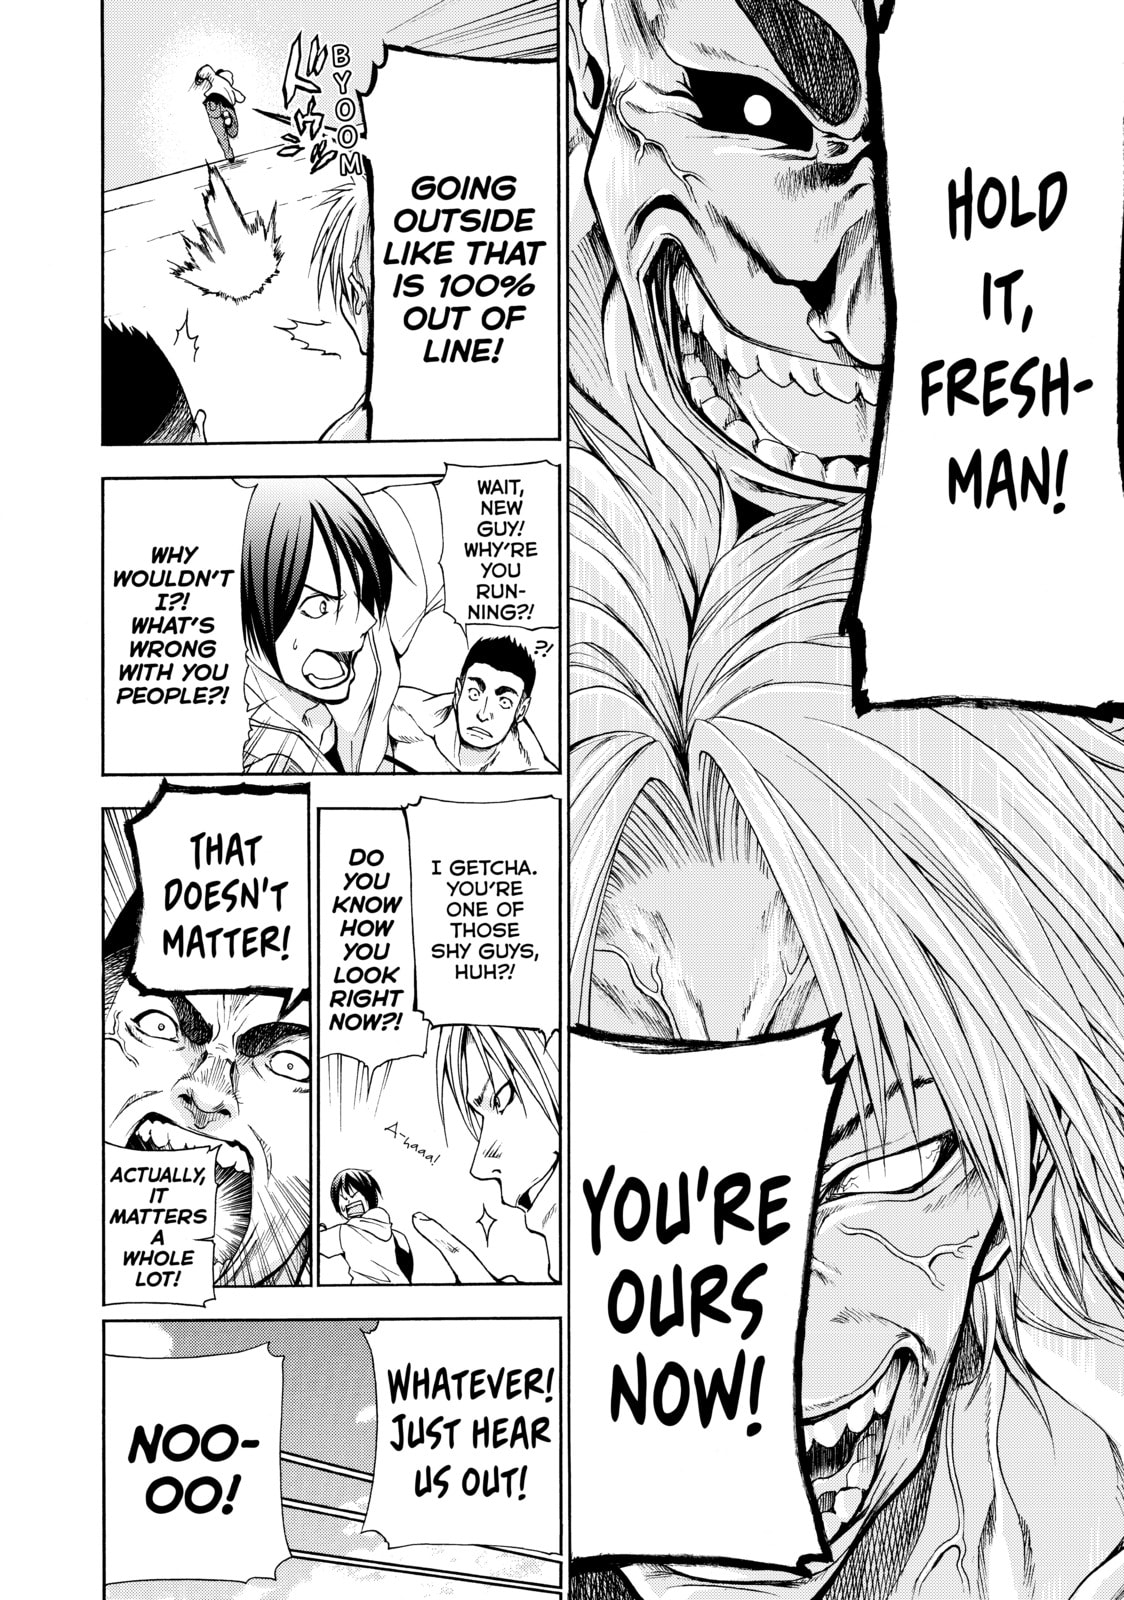 HOLD
IT,
FRESH-
MAN!
YOU'RE
OURS
NOW!
BYOOM
GOING
OUTSIDE
LIKE THAT
IS 100%
OUT OF
LINE!
WAIT,
NEW
GUY!
WHY'RE
YOU
RUN-
NING?!
?!
WHY
WOULDN'T
I?!
WHAT'S
WRONG
WITH YOU
PEOPLE?!
I GETCHA.
YOU'RE
ONE OF
THOSE
SHY GUYS,
HUH?!
DO
YOU
KNOW
HOW
YOU
LOOK
RIGHT
NOW?!
A-haaa!
THAT
DOESN'T
MATTER!
ACTUALLY,
IT
MATTERS
A
WHOLE
LOT!
WHATEVER!
JUST HEAR
US OUT!
NOO-
OO!